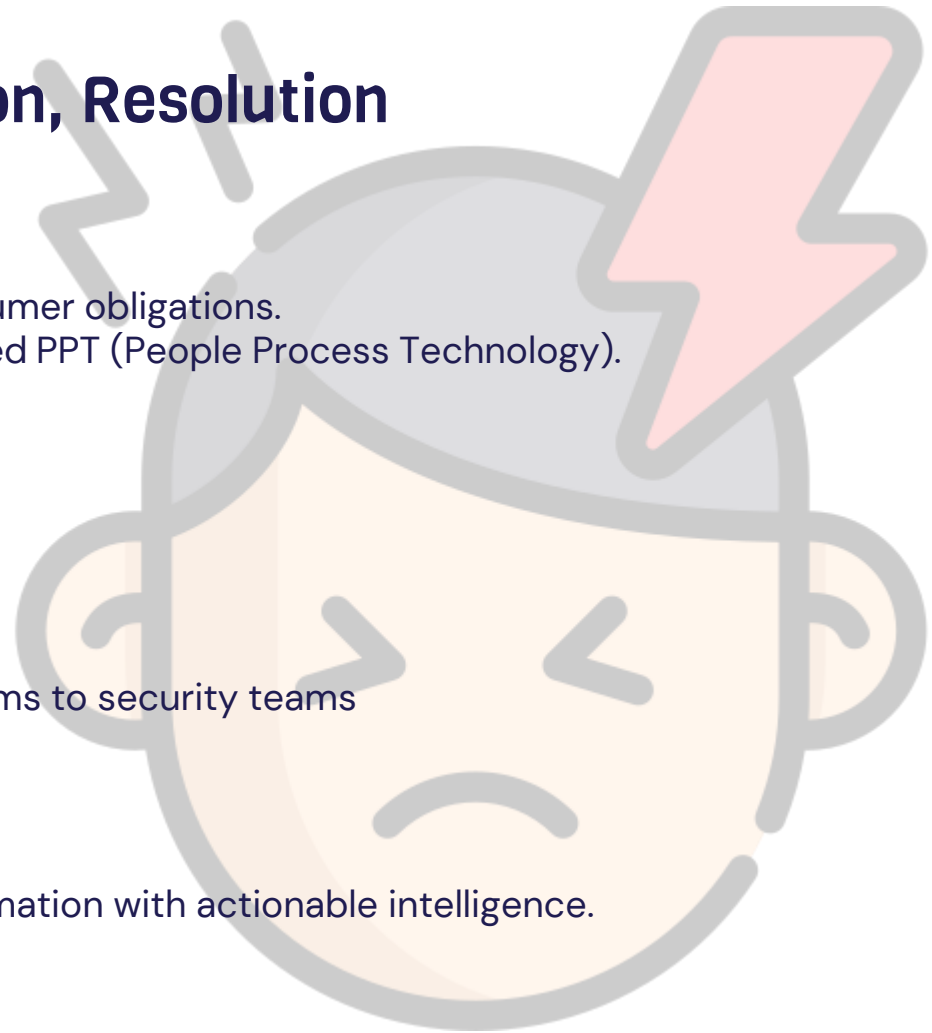 on, Resolution
umer obligations.
ed PPT (People Process Technology).
ms to security teams
mation with actionable intelligence.